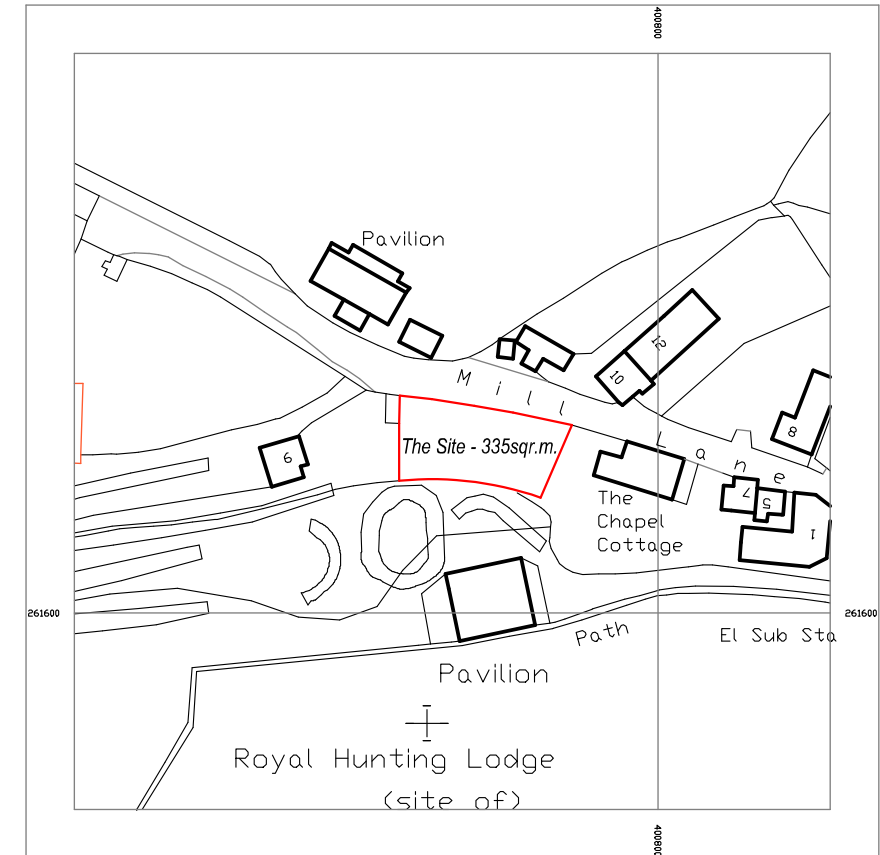 400800
Pavilion
12
10
Mill Lane
8
The Site - 335sqr.m.
9
The
Chapel
Cottage
7
5
1
261600
261600
Path
El Sub Sta
Pavilion
Royal Hunting Lodge
(site of)
400800